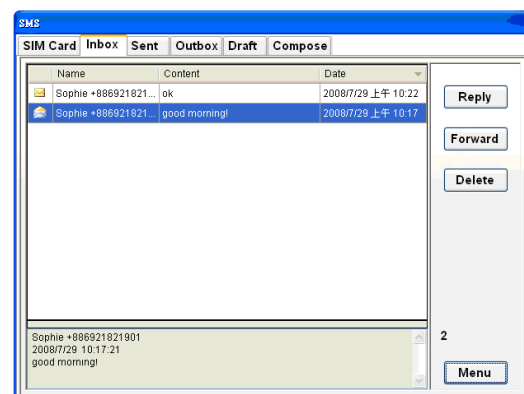 SMS
SIM Card Inbox Sent Outbox Draft Compose
Name Content Date
Sophie +886921821... ok 2008/7/29 上午 10:22
Sophie +886921821... good morning! 2008/7/29 上午 10:17
Reply
Forward
Delete
Sophie +886921821901
2008/7/29 10:17:21
good morning!
2
Menu